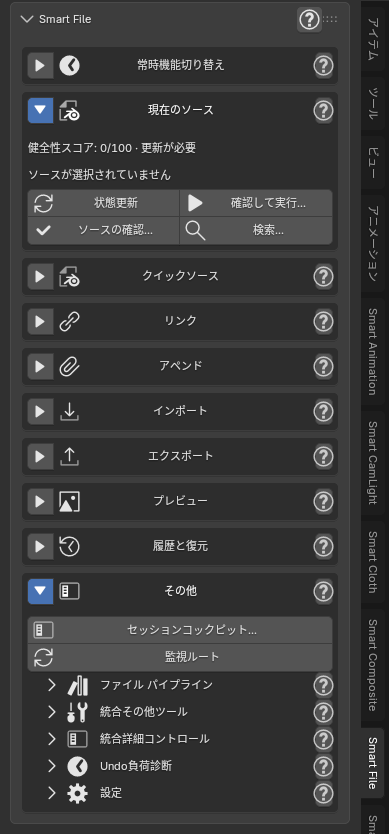 Smart File
常時機能切り替え
現在のソース
健全性スコア: 0/100 · 更新が必要
ソースが選択されていません
状態更新
確認して実行...
ソースの確認...
検索...
クイックソース
リンク
アペンド
インポート
エクスポート
プレビュー
履歴と復元
その他
セッションコックピット...
監視ルート
ファイル パイプライン
統合その他ツール
統合詳細コントロール
Undo負荷診断
設定
アイテム
ツール
ビュー
アニメーション
Smart Animation
Smart CamLight
Smart Cloth
Smart Composite
Smart File